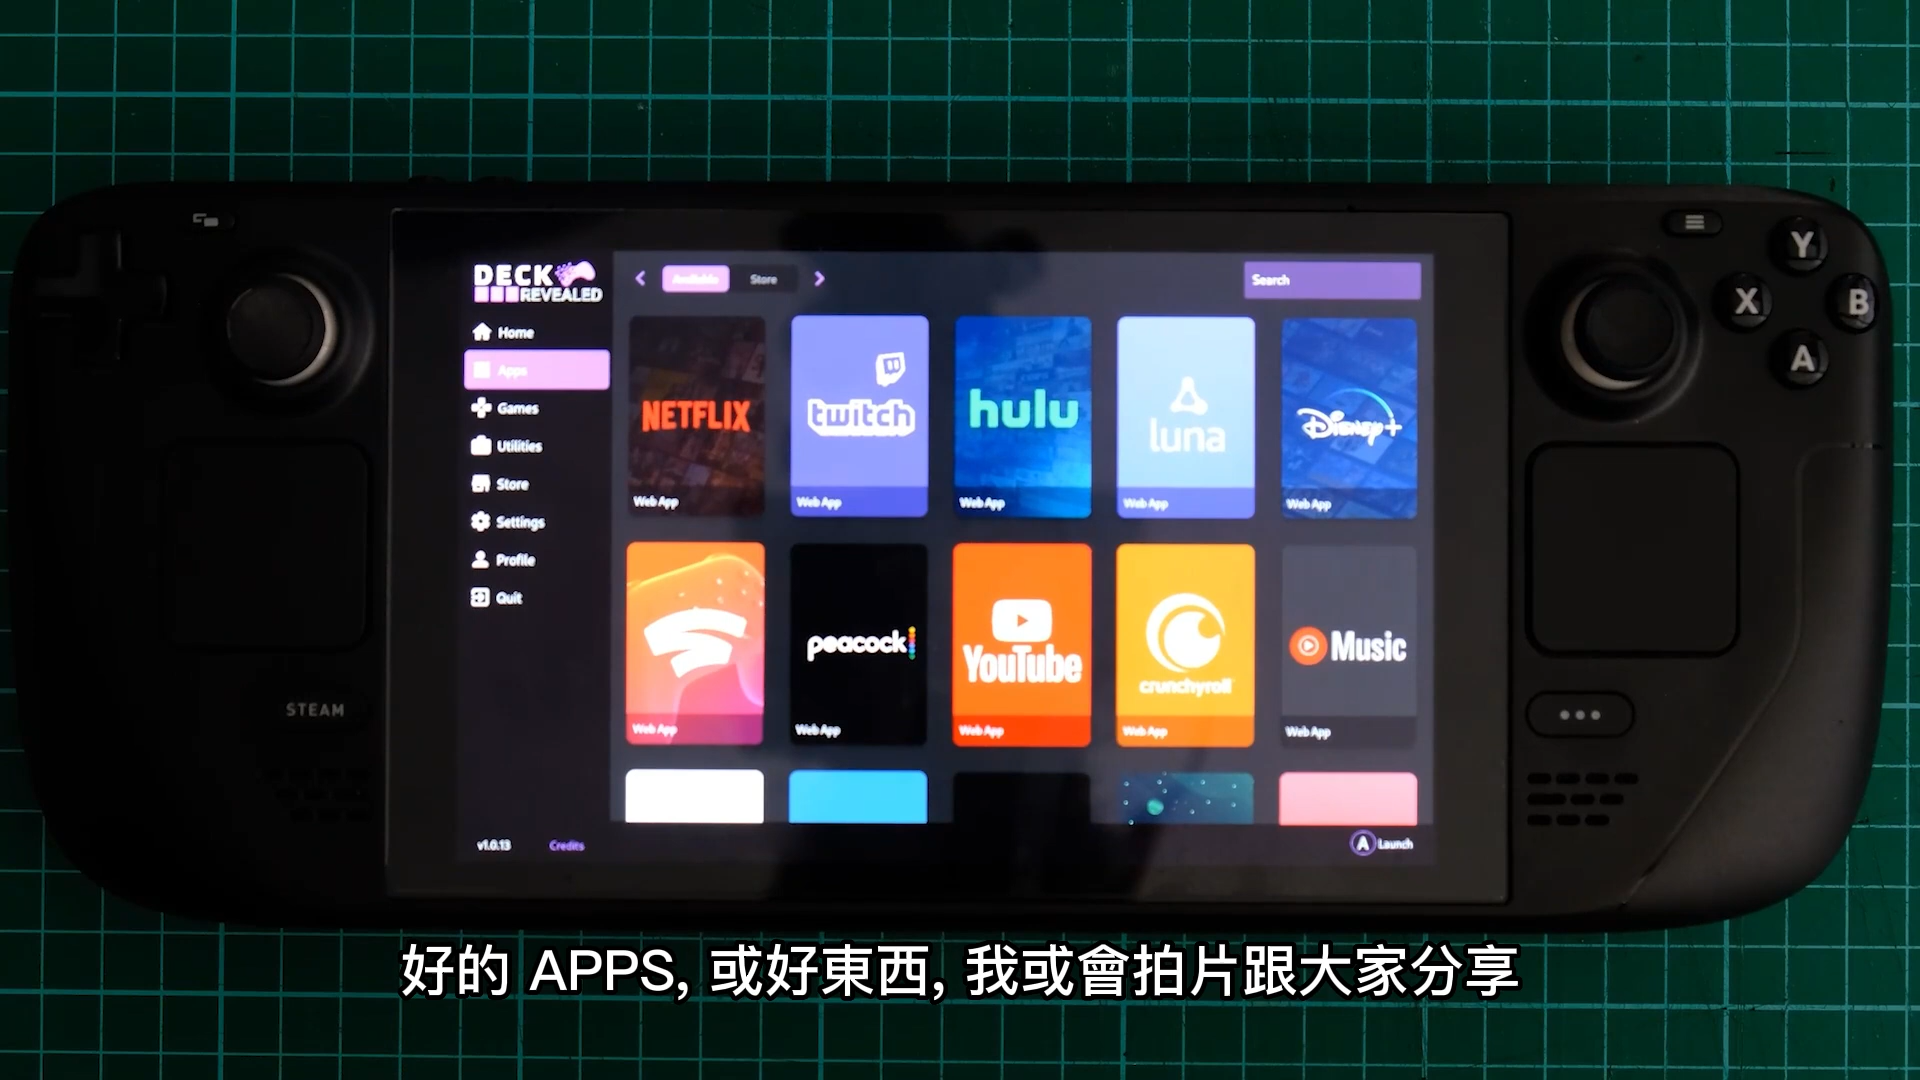 DECK
REVEALED
Available
Store
Search
Home
Apps
Games
Utilities
Store
Settings
Profile
Quit
NETFLIX
Web App
twitch
Web App
hulu
Web App
luna
Web App
Disney+
Web App
Web App
peacock
Web App
YouTube
Web App
crunchyroll
Web App
Music
Web App
v1.0.13
Credits
A Launch
STEAM
Y
X
B
A
好的 APPS, 或好東西, 我或會拍片跟大家分享